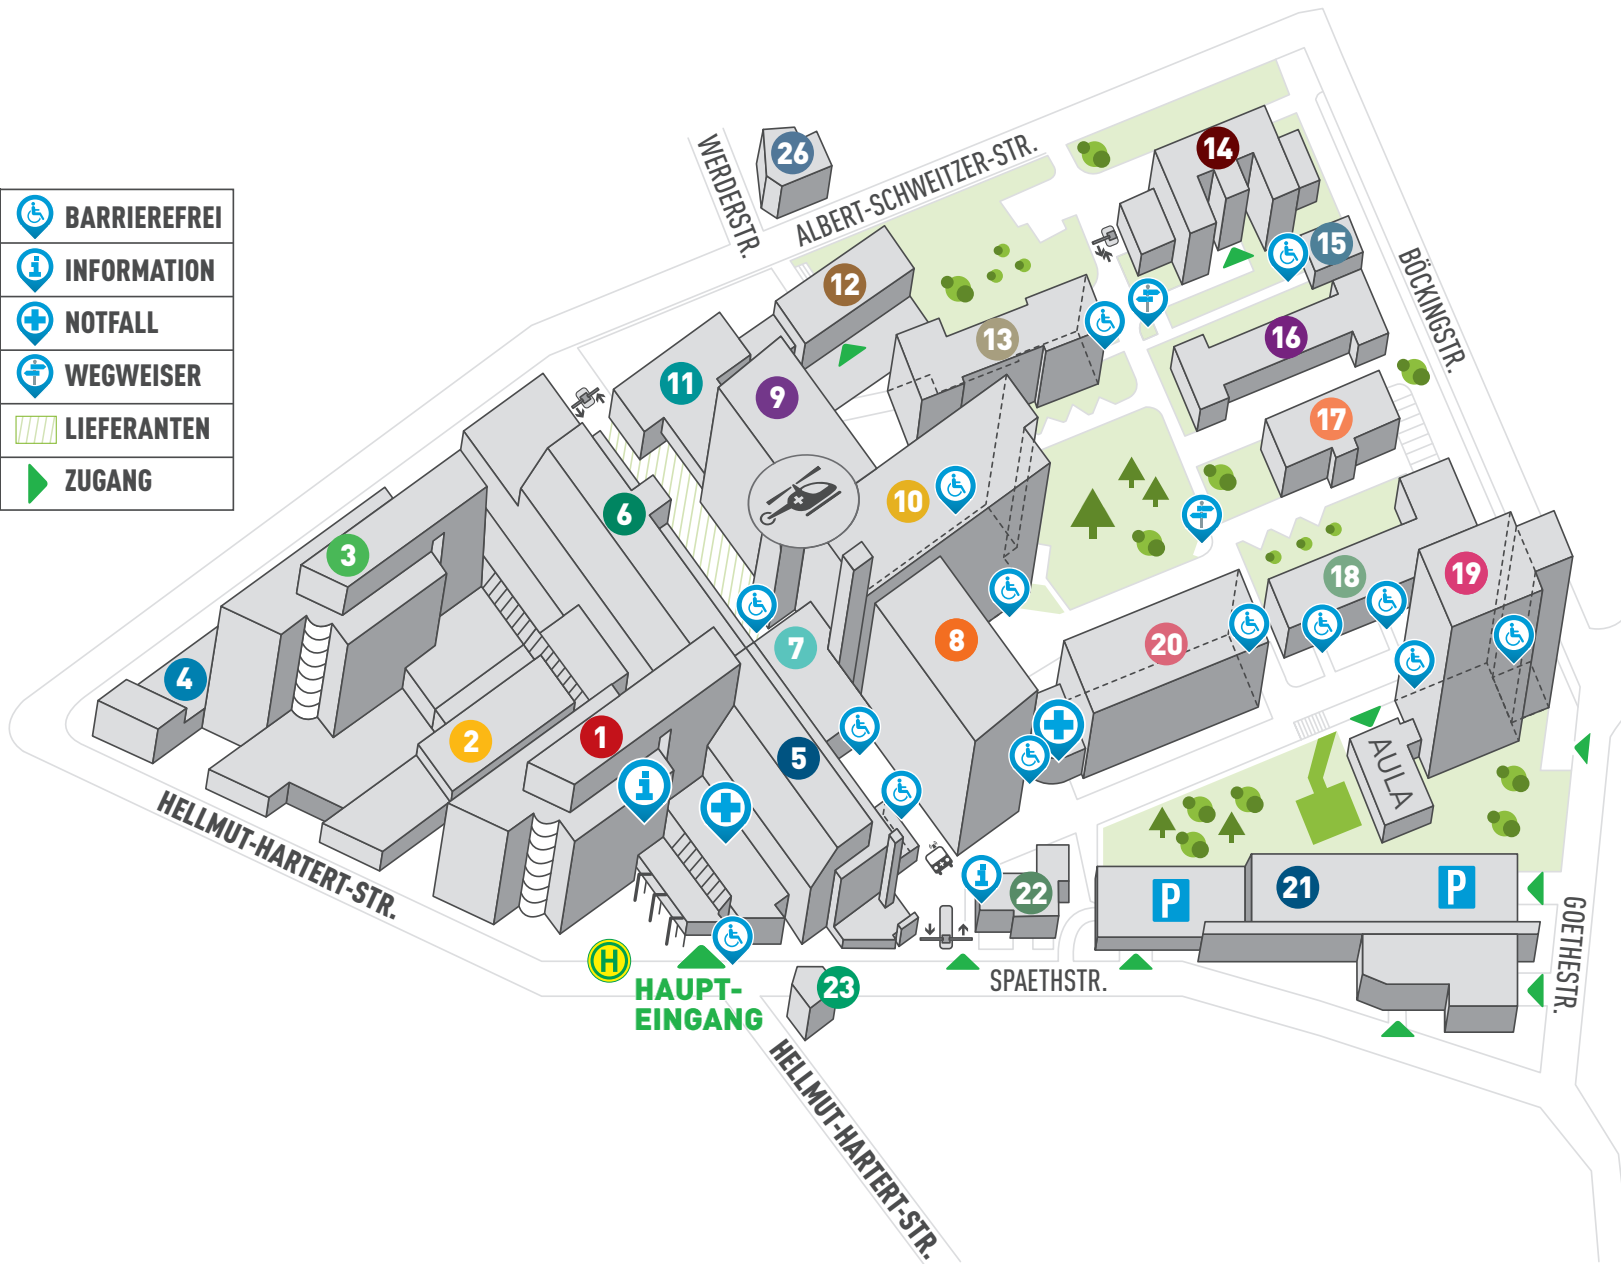 BARRIEREFREI
INFORMATION
NOTFALL
WEGWEISER
LIEFERANTEN
ZUGANG
WERDERSTR.
26
ALBERT-SCHWEITZER-STR.
14
15
BÖCKINGSTR.
12
13
16
11
9
17
10
6
3
18
19
8
7
20
4
2
1
5
AULA
HELLMUT-HARTERT-STR.
22
P
21
P
GOETHESTR.
H
HAUPT-
EINGANG
23
SPAETHSTR.
HELLMUT-HARTERT-STR.